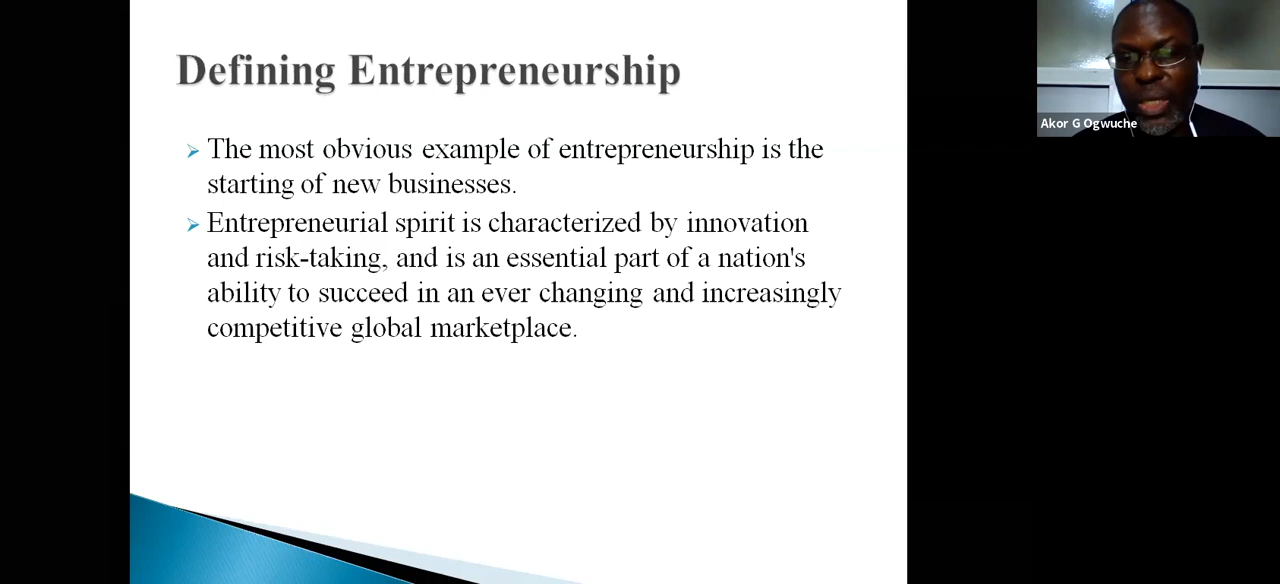 Defining Entrepreneurship
The most obvious example of entrepreneurship is the
starting of new businesses.
Entrepreneurial spirit is characterized by innovation
and risk-taking, and is an essential part of a nation's
ability to succeed in an ever changing and increasingly
competitive global marketplace.
Akor G Ogwuche